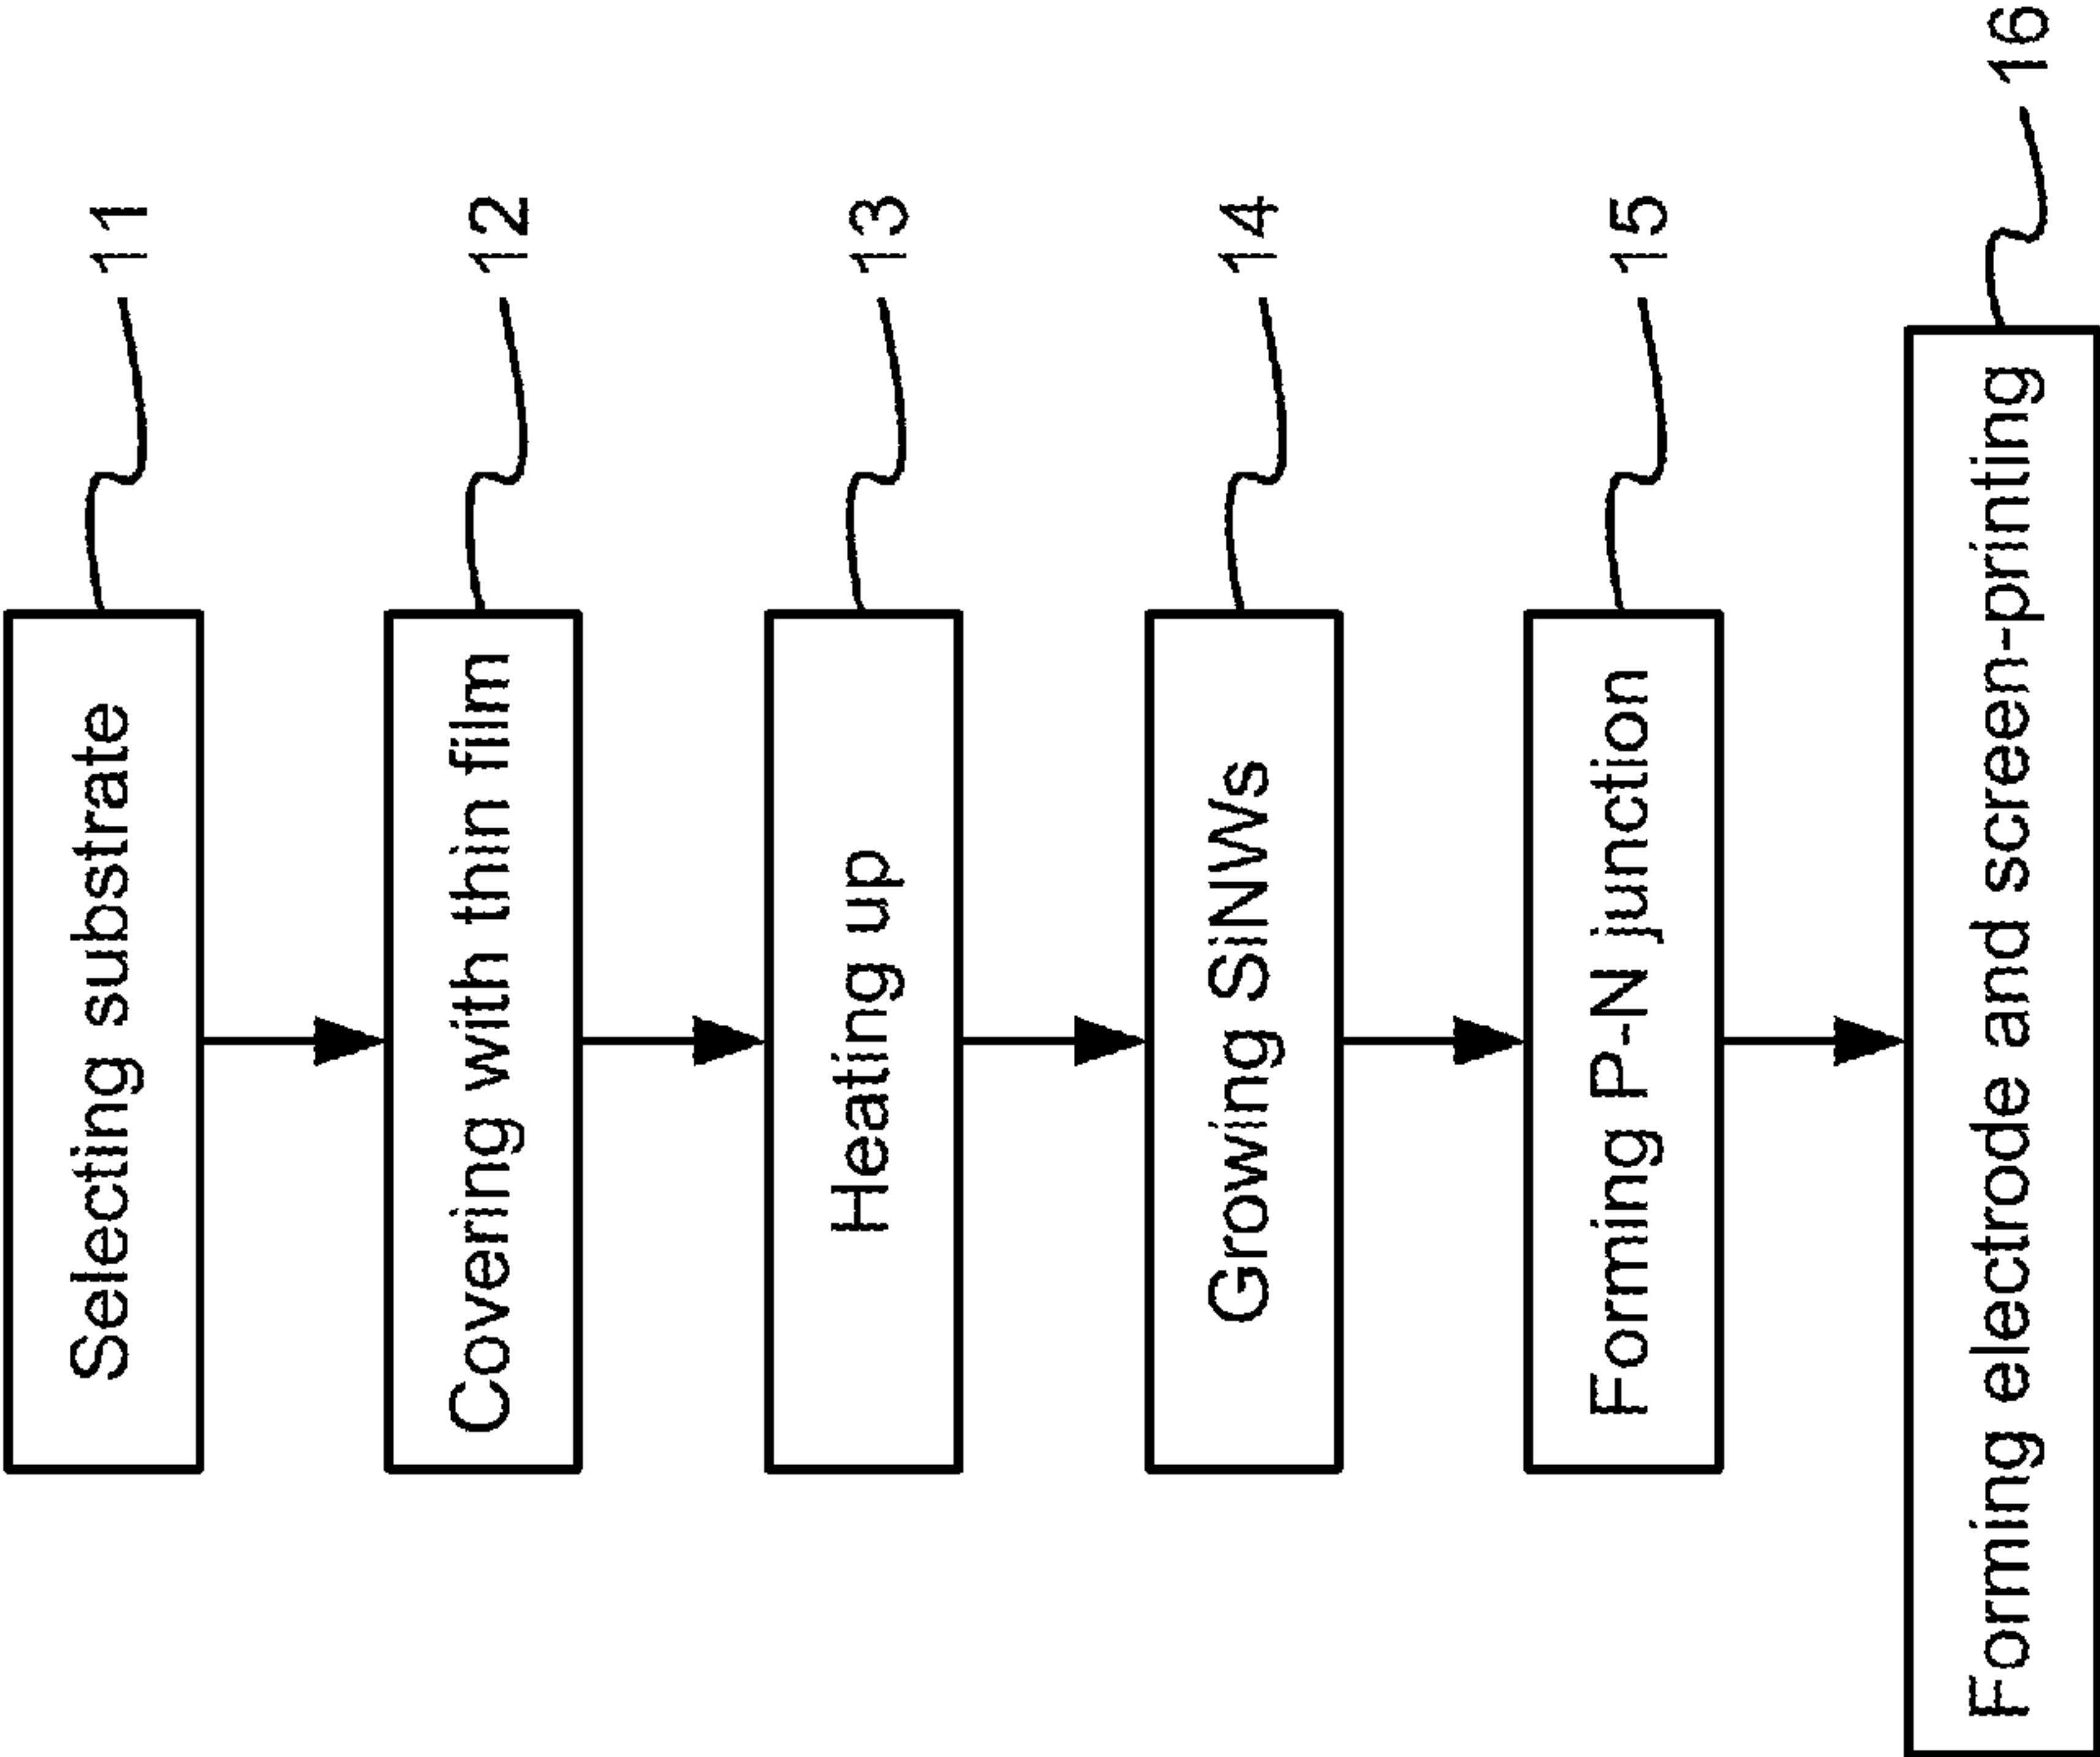 Selecting substrate
11
Covering with thin film
12
Heating up
13
Growing SiNWs
14
Forming P-N junction
15
Forming electrode and screen-printing
16